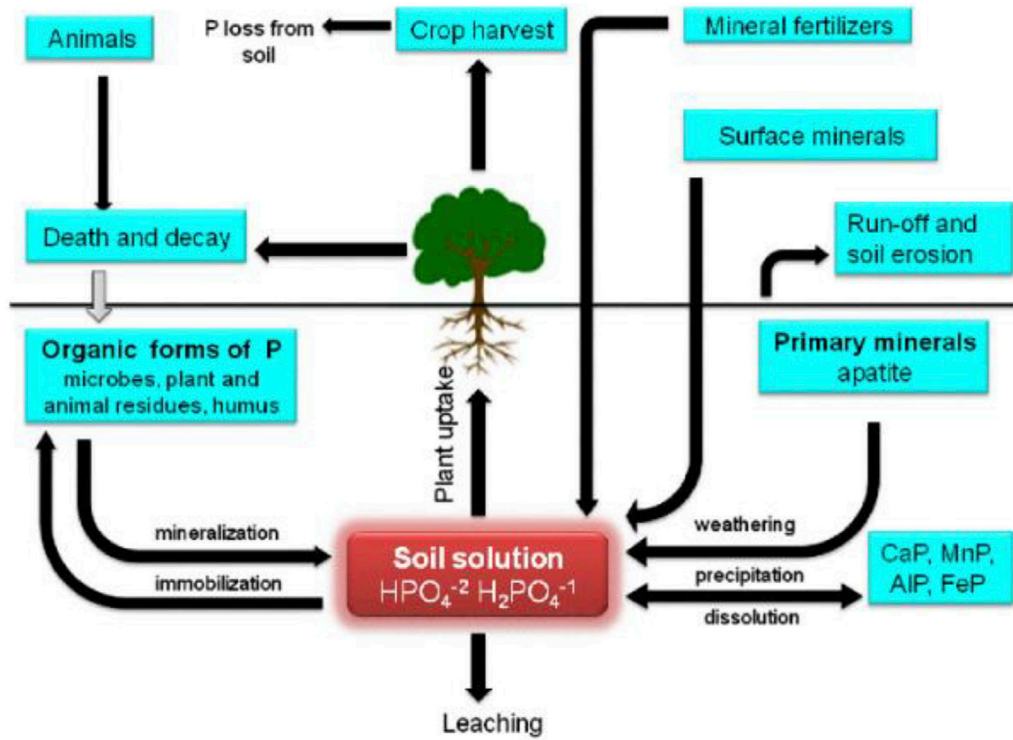 Animals
P loss from
soil
Crop harvest
Mineral fertilizers
Surface minerals
Death and decay
Run-off and
soil erosion
Organic forms of P
microbes, plant and
animal residues, humus
Primary minerals
apatite
Plant uptake
mineralization
immobilization
Soil solution
HPO₄⁻² H₂PO₄⁻¹
weathering
precipitation
dissolution
CaP, MnP,
AlP, FeP
Leaching